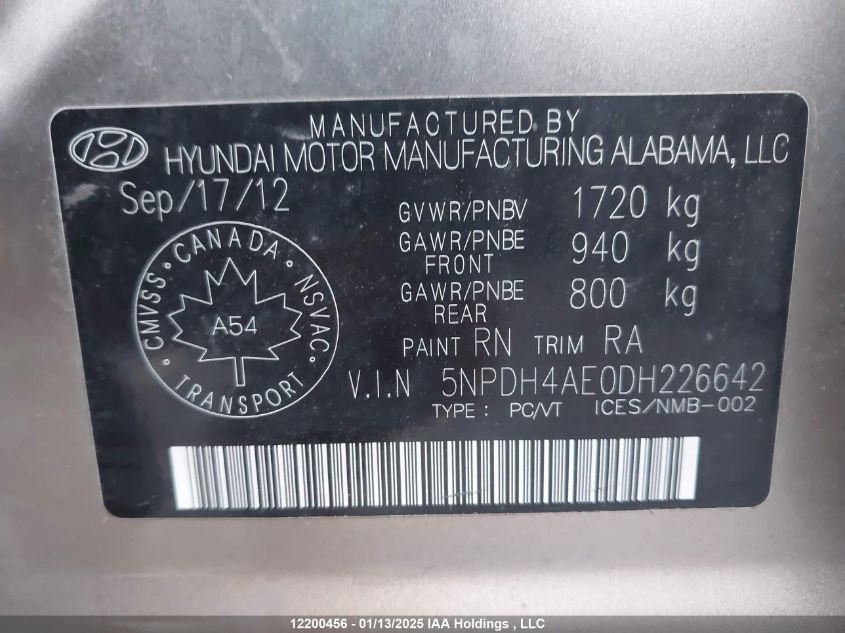 MANUFACTURED BY
HYUNDAI MOTOR MANUFACTURING ALABAMA, LLC
Sep/17/12
GVWR/PNBV 1720 kg
GAWR/PNBE FRONT 940 kg
GAWR/PNBE REAR 800 kg
PAINT RN TRIM RA
V.I.N 5NPDH4AE0DH226642
TYPE : PC/VT ICES/NMB-002
CMVSS · CANADA · NSVAC · TRANSPORT
A54
12200456 - 01/13/2025 IAA Holdings , LLC